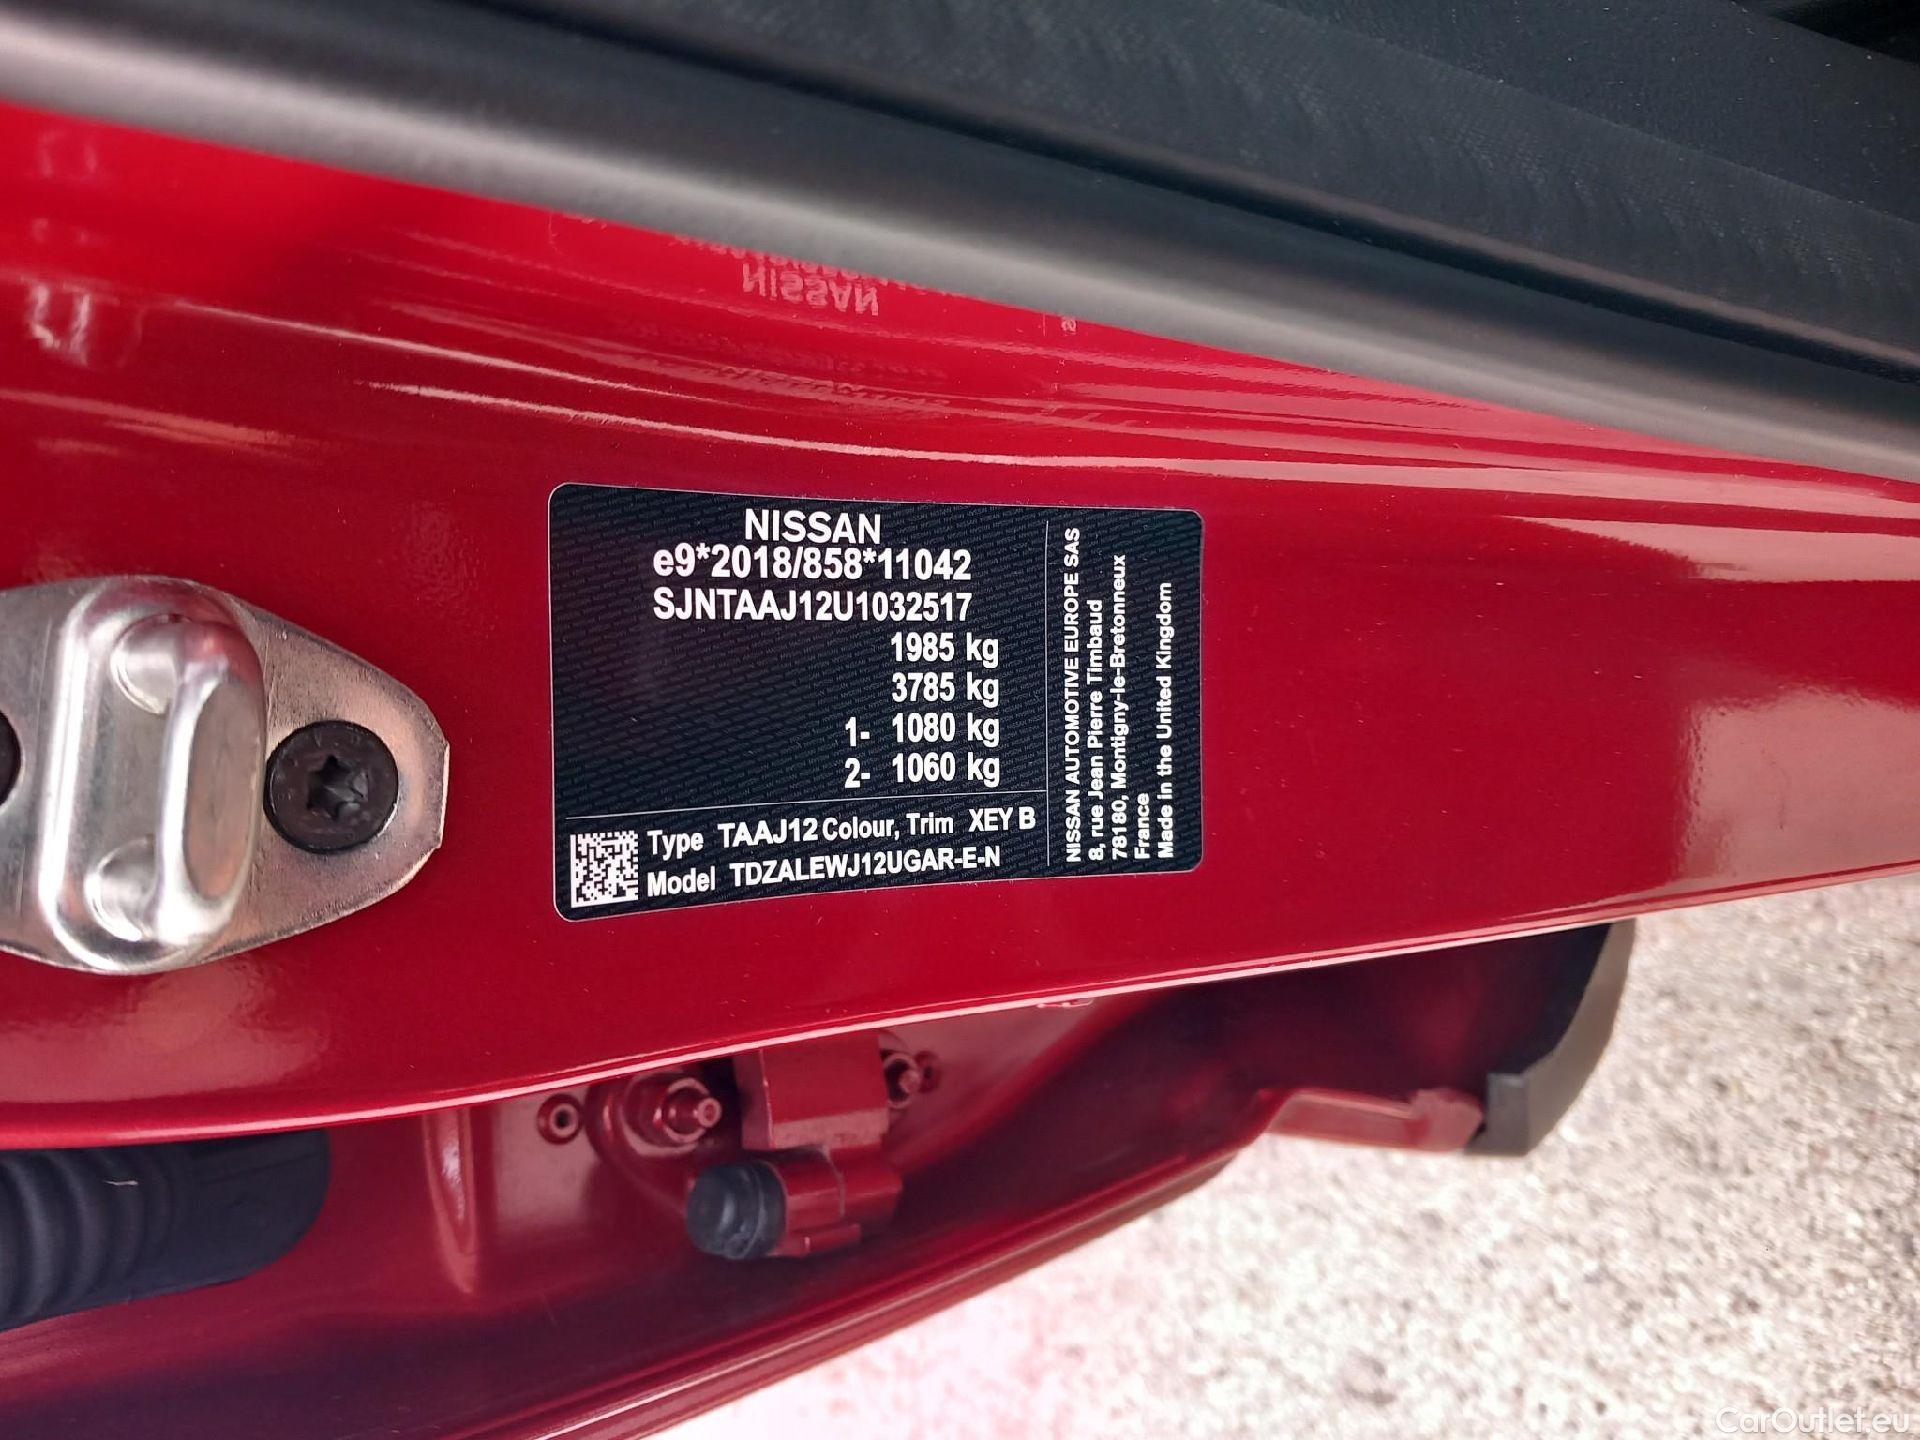 NISSAN
e9*2018/858*11042
SJNTAAJ12U1032517
1985 kg
3785 kg
1- 1080 kg
2- 1060 kg
Type TAAJ12 Colour, Trim XEY B
Model TDZALEWJ12UGAR-E-N
NISSAN AUTOMOTIVE EUROPE SAS
8, rue Jean Pierre Timbaud
78180, Montigny-le-Bretonneux
France
Made in the United Kingdom
NISSAN
CarOutlet.eu